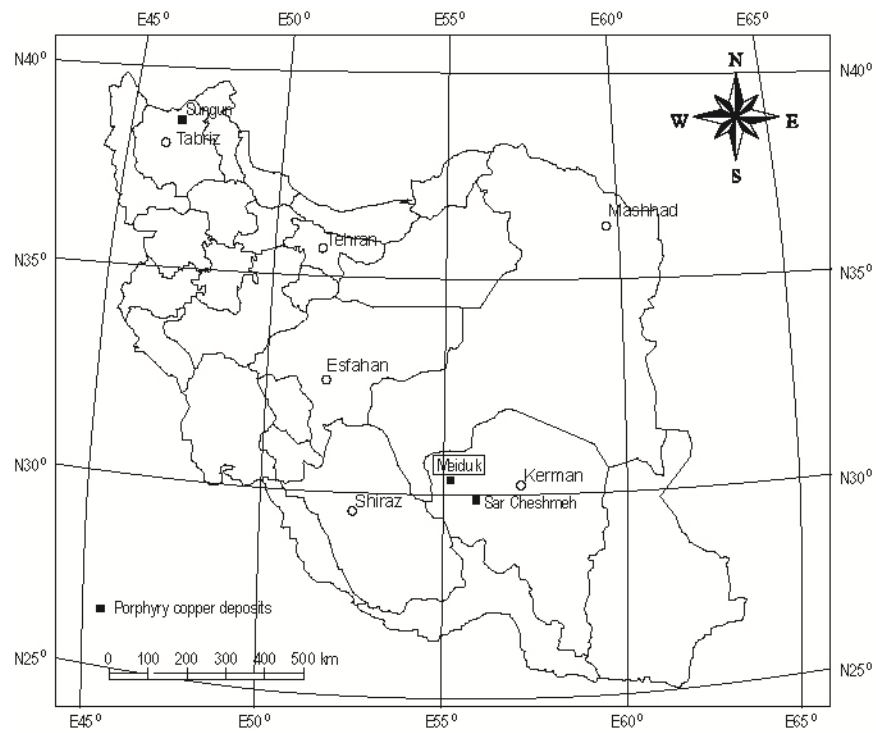 E45° E50° E55° E60° E65°
N40° N40°
N
W E
S
Sungun
Tabriz
Mashhad
Tehran
N35° N35°
Esfahan
N30° Meiduk Kerman N30°
Shiraz Sar Cheshmeh
Porphyry copper deposits
N25° 0 100 200 300 400 500 km N25°
E45° E50° E55° E60° E65°